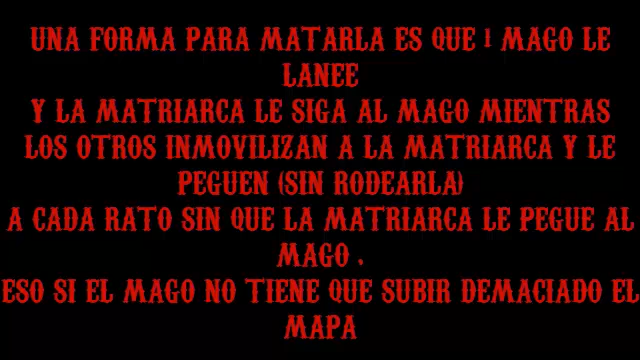 UNA FORMA PARA MATARLA ES QUE 1 MAGO LE
LANEE
Y LA MATRIARCA LE SIGA AL MAGO MIENTRAS
LOS OTROS INMOVILIZAN A LA MATRIARCA Y LE
PEGUEN (SIN RODEARLA)
A CADA RATO SIN QUE LA MATRIARCA LE PEGUE AL
MAGO .
ESO SI EL MAGO NO TIENE QUE SUBIR DEMACIADO EL
MAPA